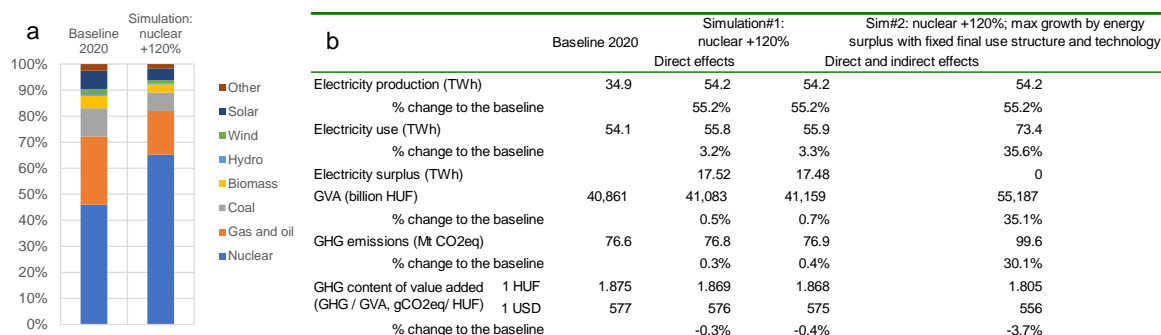 a
Baseline
2020
Simulation:
nuclear
+120%
100%
90%
80%
70%
60%
50%
40%
30%
20%
10%
0%
Other
Solar
Wind
Hydro
Biomass
Coal
Gas and oil
Nuclear
b
Baseline 2020
Simulation#1:
nuclear +120%
Sim#2: nuclear +120%; max growth by energy
surplus with fixed final use structure and technology
Direct effects
Direct and indirect effects
Electricity production (TWh) 34.9 54.2 54.2 54.2
% change to the baseline 55.2% 55.2% 55.2%
Electricity use (TWh) 54.1 55.8 55.9 73.4
% change to the baseline 3.2% 3.3% 35.6%
Electricity surplus (TWh) 17.52 17.48 0
GVA (billion HUF) 40,861 41,083 41,159 55,187
% change to the baseline 0.5% 0.7% 35.1%
GHG emissions (Mt CO2eq) 76.6 76.8 76.9 99.6
% change to the baseline 0.3% 0.4% 30.1%
GHG content of value added 1 HUF 1.875 1.869 1.868 1.805
(GHG / GVA, gCO2eq/ HUF) 1 USD 577 576 575 556
% change to the baseline -0.3% -0.4% -3.7%